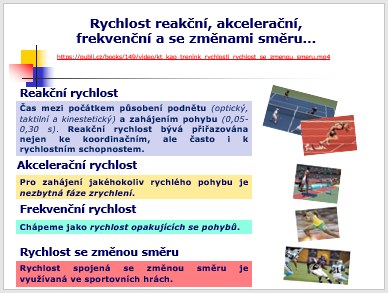 Rychlost reakční, akcelerační,
frekvenční a se změnami směru...
https://publi.cz/books/149/video/kt_kap_trenink_rychlosti_rychlost_se_zmenou_smeru.mp4
Reakční rychlost
Čas mezi počátkem působení podnětu (optický,
taktilní a kinestetický) a zahájením pohybu (0,05-
0,30 s). Reakční rychlost bývá přiřazována
nejen ke koordinačním, ale často i k
rychlostním schopnostem.
Akcelerační rychlost
Pro zahájení jakéhokoliv rychlého pohybu je
nezbytná fáze zrychlení.
Frekvenční rychlost
Chápeme jako rychlost opakujících se pohybů.
Rychlost se změnou směru
Rychlost spojená se změnou směru je
využívaná ve sportovních hrách.